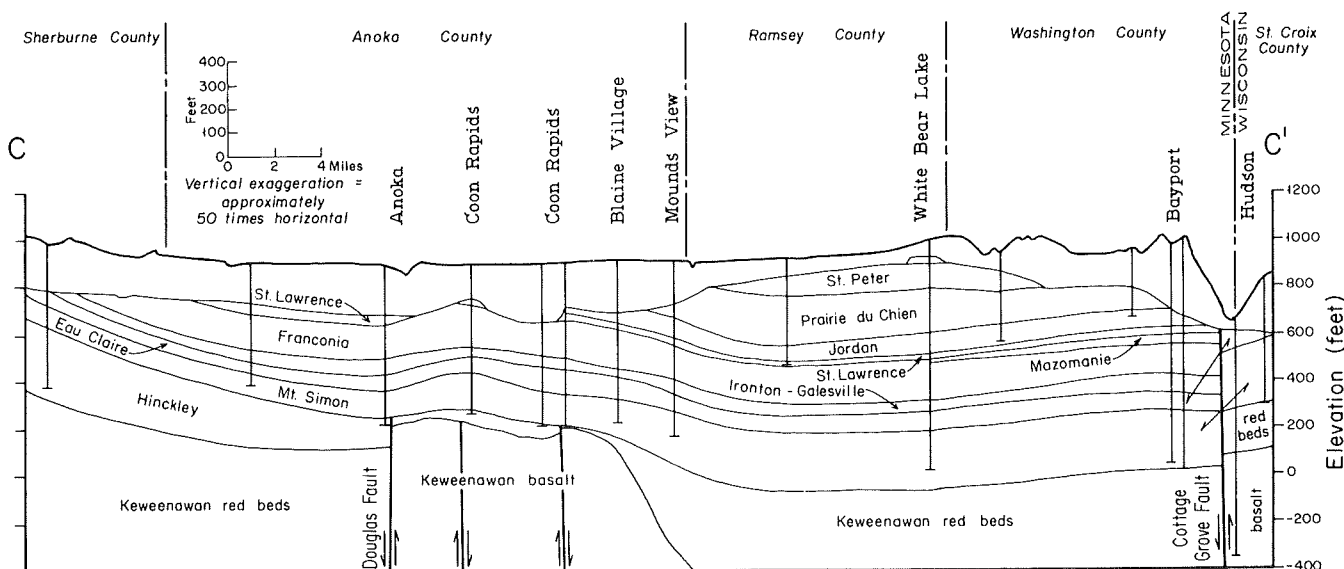 Sherburne County
Anoka County
Ramsey County
Washington County
MINNESOTA
WISCONSIN
St. Croix
County
400
300
200
100
0
Feet
0 2 4 Miles
Vertical exaggeration =
approximately
50 times horizontal
C
C'
Anoka
Coon Rapids
Coon Rapids
Blaine Village
Mounds View
White Bear Lake
Bayport
Hudson
1200
1000
800
600
400
200
0
-200
-400
Elevation (feet)
St. Lawrence
Franconia
Eau Claire
Mt. Simon
Hinckley
St. Peter
Prairie du Chien
Jordan
St. Lawrence
Mazomanie
Ironton - Galesville
red
beds
basalt
Keweenawan red beds
Douglas Fault
Keweenawan basalt
Keweenawan red beds
Cottage
Grove Fault